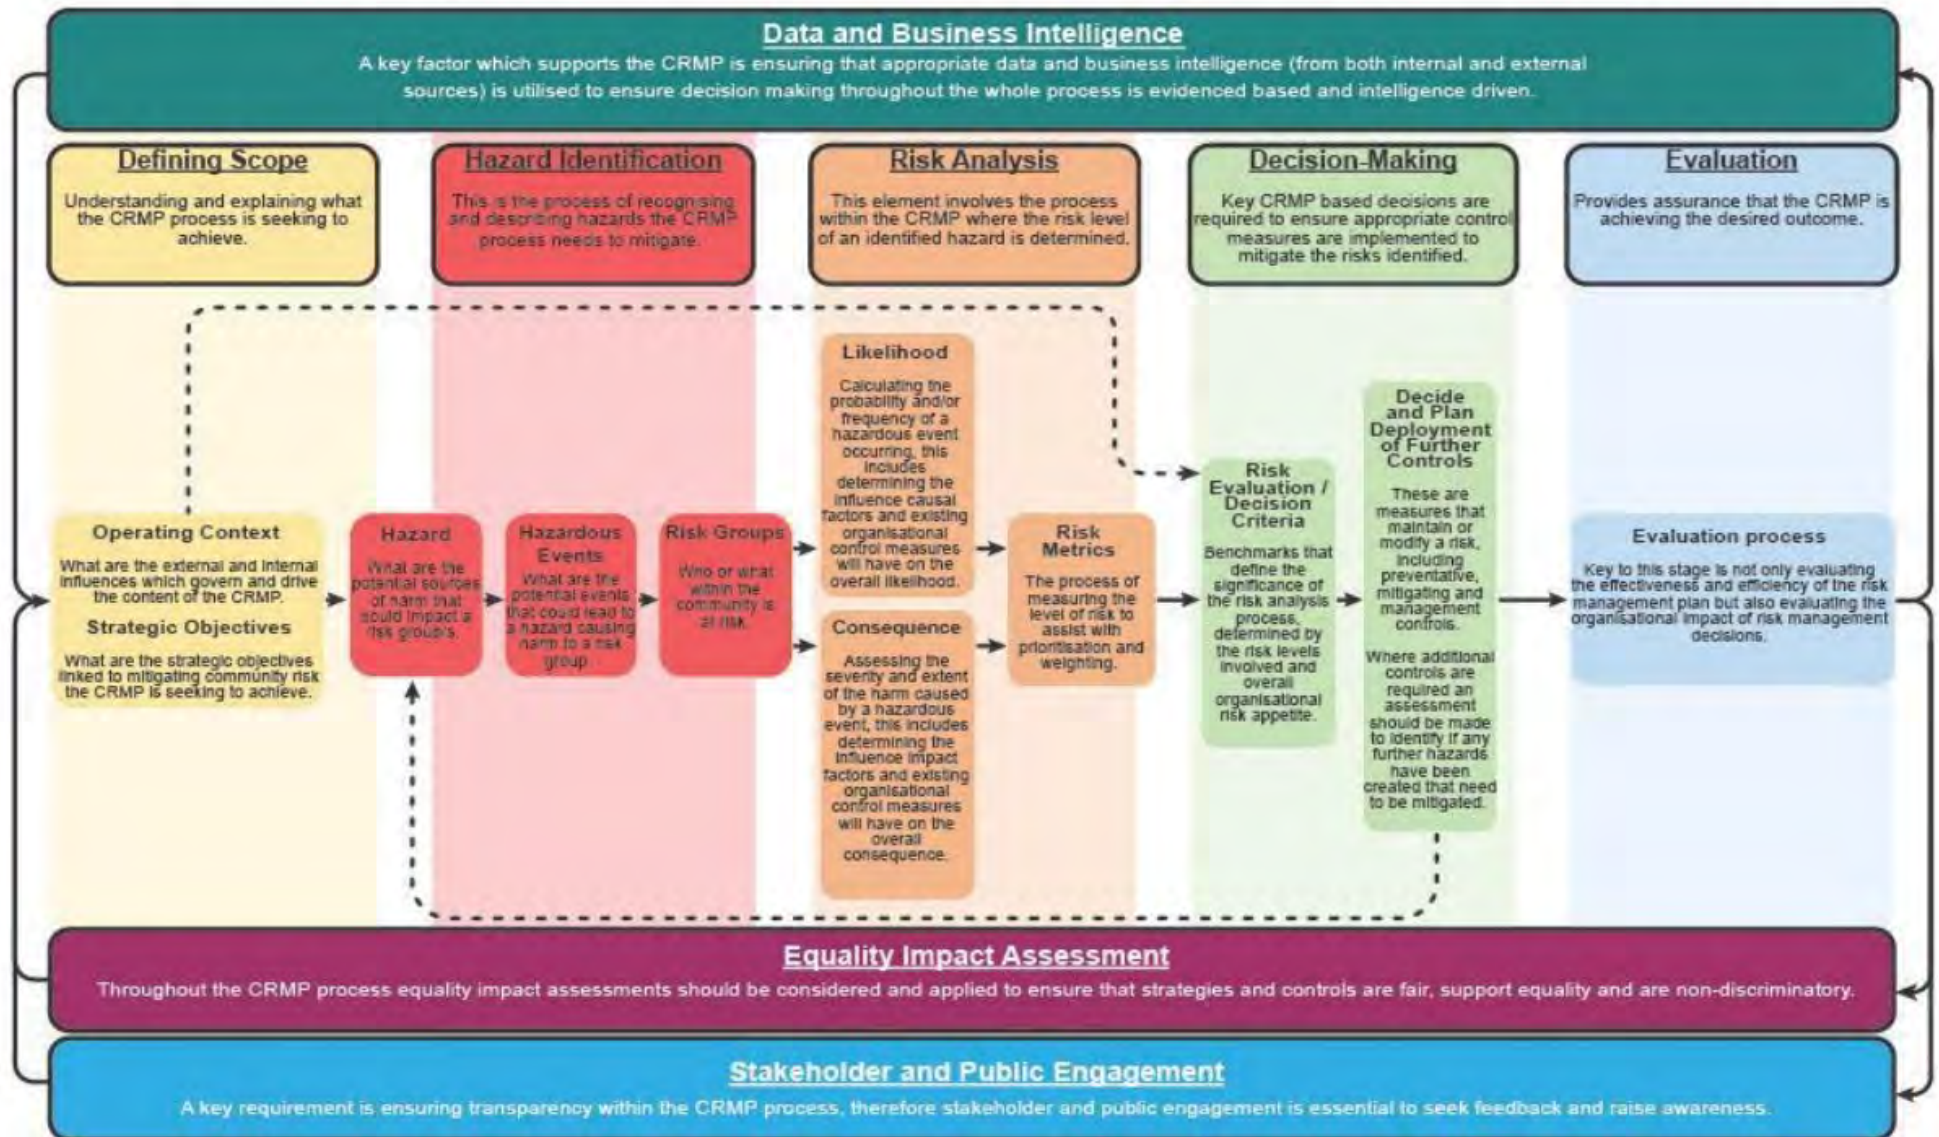 Data and Business Intelligence
A key factor which supports the CRMP is ensuring that appropriate data and business intelligence (from both internal and external
sources) is utilised to ensure decision making throughout the whole process is evidenced based and intelligence driven.
Defining Scope
Understanding and explaining what
the CRMP process is seeking to
achieve.
Hazard Identification
This is the process of recognising
and describing hazards the CRMP
process needs to mitigate.
Risk Analysis
This element involves the process
within the CRMP where the risk level
of an identified hazard is determined.
Decision-Making
Key CRMP based decisions are
required to ensure appropriate control
measures are implemented to
mitigate the risks identified.
Evaluation
Provides assurance that the CRMP is
achieving the desired outcome.
Operating Context
What are the external and internal
influences which govern and drive
the content of the CRMP.
Strategic Objectives
What are the strategic objectives
linked to mitigating community risk
the CRMP is seeking to achieve.
Hazard
What are the
potential sources
of harm that
could impact a
risk group/s.
Hazardous
Events
What are the
potential events
that could lead to
a hazard causing
harm to a risk
group
Risk Groups
Who or what
within the
community is
at risk.
Likelihood
Calculating the
probability and/or
frequency of a
hazardous event
occurring, this
includes
determining the
influence causal
factors and existing
organisational
control measures
will have on the
overall likelihood.
Consequence
Assessing the
severity and extent
of the harm caused
by a hazardous
event, this includes
determining the
influence impact
factors and existing
organisational
control measures
will have on the
overall
consequence.
Risk
Metrics
The process of
measuring the
level of risk to
assist with
prioritisation and
weighting.
Risk
Evaluation /
Decision
Criteria
Benchmarks that
define the
significance of
the risk analysis
process,
determined by
the risk levels
involved and
overall
organisational
risk appetite.
Decide
and Plan
Deployment
of Further
Controls
These are
measures that
maintain or
modify a risk,
including
preventative,
mitigating and
management
controls.
Where additional
controls are
required an
assessment
should be made
to identify if any
further hazards
have been
created that need
to be mitigated.
Evaluation process
Key to this stage is not only evaluating
the effectiveness and efficiency of the risk
management plan but also evaluating the
organisational impact of risk management
decisions.
Equality Impact Assessment
Throughout the CRMP process equality impact assessments should be considered and applied to ensure that strategies and controls are fair, support equality and are non-discriminatory.
Stakeholder and Public Engagement
A key requirement is ensuring transparency within the CRMP process, therefore stakeholder and public engagement is essential to seek feedback and raise awareness.